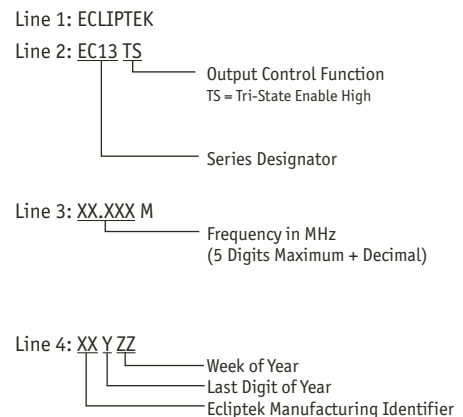 Line 1: ECLIPTEK
Line 2: EC13 TS
Output Control Function
TS = Tri-State Enable High
Series Designator
Line 3: XX.XXX M
Frequency in MHz
(5 Digits Maximum + Decimal)
Line 4: XX Y ZZ
Week of Year
Last Digit of Year
Ecliptek Manufacturing Identifier